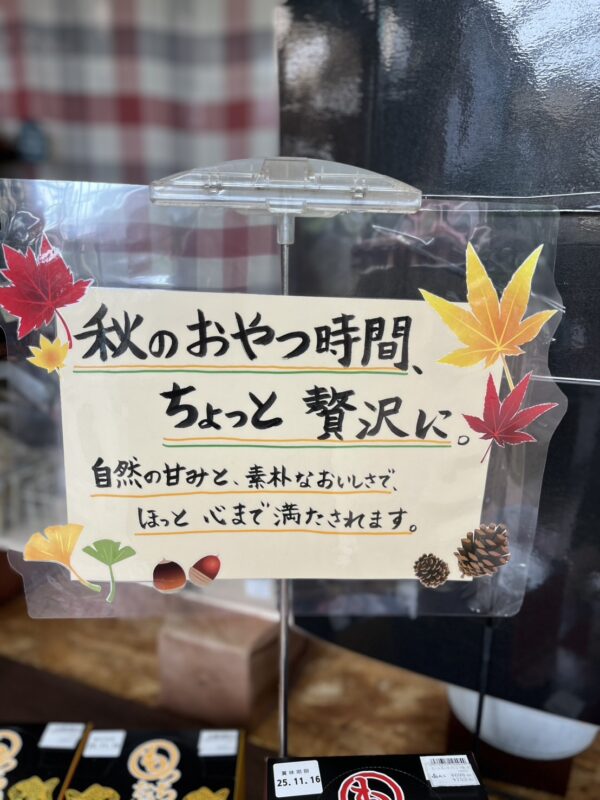 秋のおやつ時間、
ちょっと贅沢に。
自然の甘みと、素朴なおいしさで、
ほっと心まで満たされます。
賞味期限
25.11.16